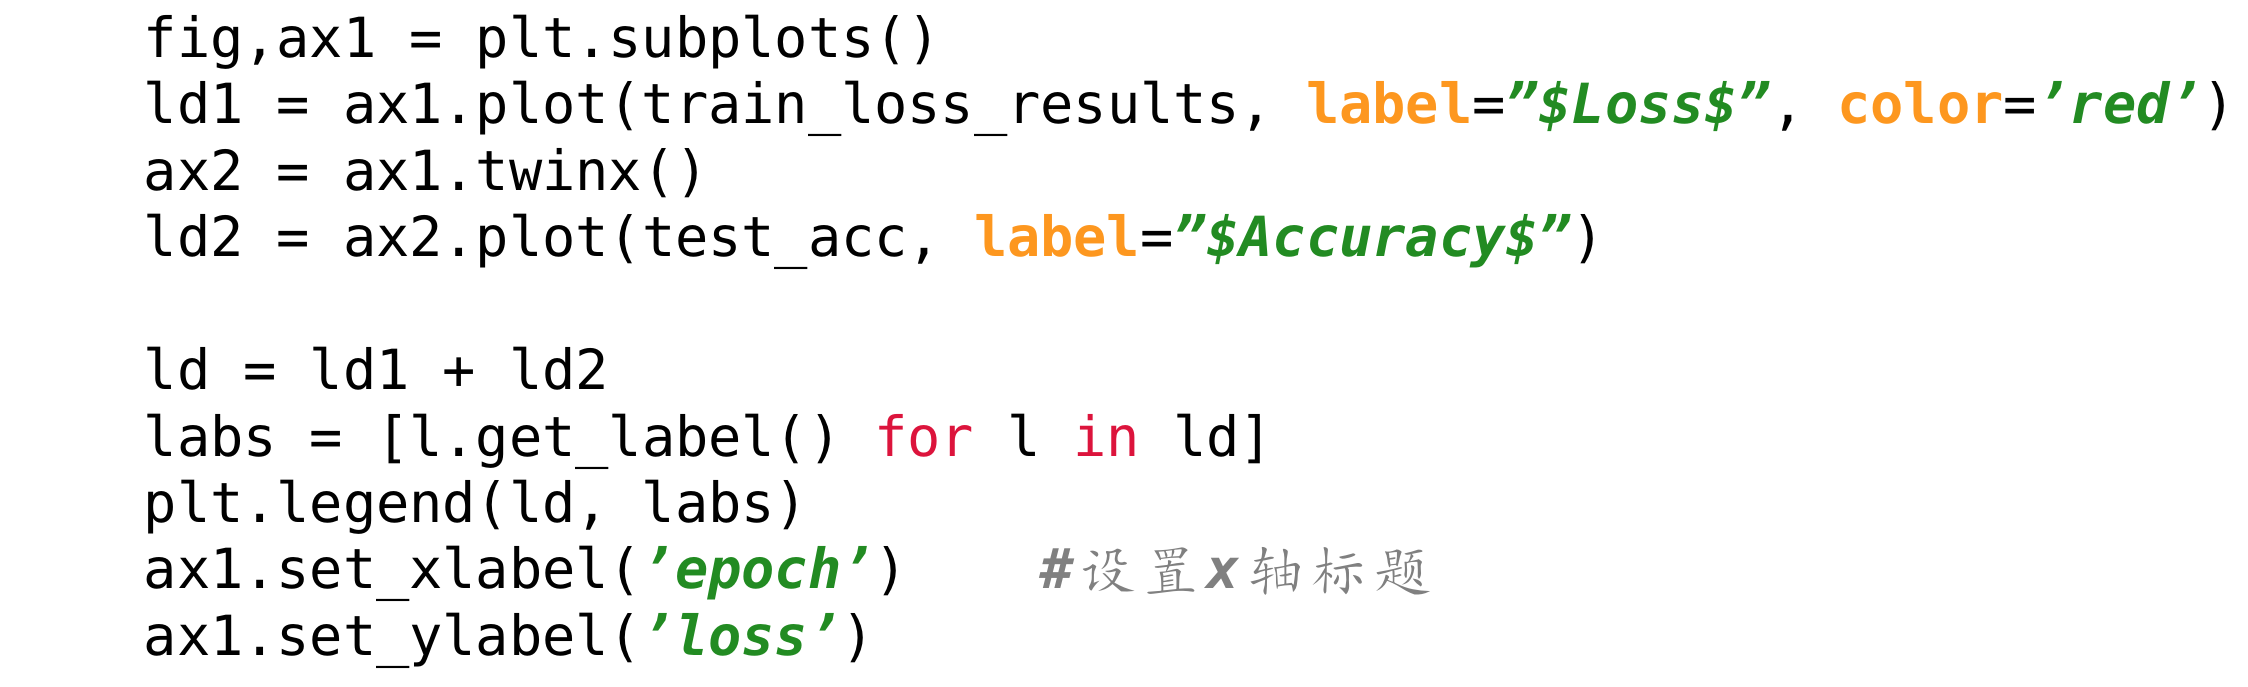 fig,ax1 = plt.subplots()
ld1 = ax1.plot(train_loss_results, label=”$Loss$”, color=’red’)
ax2 = ax1.twinx()
ld2 = ax2.plot(test_acc, label=”$Accuracy$”)
ld = ld1 + ld2
labs = [l.get_label() for l in ld]
plt.legend(ld, labs)
ax1.set_xlabel(’epoch’)    #设置x轴标题
ax1.set_ylabel(’loss’)